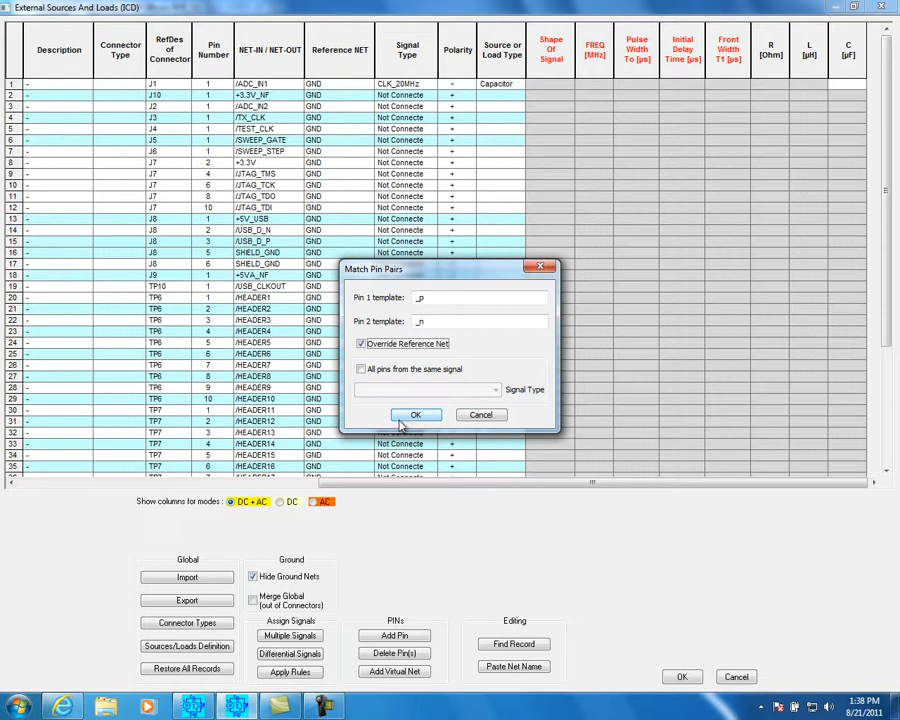 External Sources And Loads (ICD)
Description Connector Type RefDes of Connector Pin Number NET-IN / NET-OUT Reference NET Signal Type Polarity Source or Load Type Shape Of Signal FREQ [MHz] Pulse Width To [µs] Initial Delay Time [µs] Front Width T1 [µs] R [Ohm] L [µH] C [µF]
1 - J1 1 /ADC_IN1 GND CLK_20MHz + Capacitor
2 - J10 1 +3.3V_NF GND Not Connecte +
3 - J2 1 /ADC_IN2 GND Not Connecte +
4 - J3 1 /TX_CLK GND Not Connecte +
5 - J4 1 /TEST_CLK GND Not Connecte +
6 - J5 1 /SWEEP_GATE GND Not Connecte +
7 - J6 1 /SWEEP_STEP GND Not Connecte +
8 - J7 2 +3.3V GND Not Connecte +
9 - J7 4 /JTAG_TMS GND Not Connecte +
10 - J7 6 /JTAG_TCK GND Not Connecte +
11 - J7 8 /JTAG_TDO GND Not Connecte +
12 - J7 10 /JTAG_TDI GND Not Connecte +
13 - J8 1 +5V_USB GND Not Connecte +
14 - J8 2 /USB_D_N GND Not Connecte +
15 - J8 3 /USB_D_P GND Not Connecte +
16 - J8 5 SHIELD_GND GND Not Connecte +
17 - J8 6 SHIELD_GND GND
18 - J9 1 +5VA_NF GND
19 - TP10 1 /USB_CLKOUT GND
20 - TP6 1 /HEADER1 GND
21 - TP6 2 /HEADER2 GND
22 - TP6 3 /HEADER3 GND
23 - TP6 4 /HEADER4 GND
24 - TP6 5 /HEADER5 GND
25 - TP6 6 /HEADER6 GND
26 - TP6 7 /HEADER7 GND
27 - TP6 8 /HEADER8 GND
28 - TP6 9 /HEADER9 GND
29 - TP6 10 /HEADER10 GND
30 - TP7 1 /HEADER11 GND
31 - TP7 2 /HEADER12 GND
32 - TP7 3 /HEADER13 GND
33 - TP7 4 /HEADER14 GND Not Connecte +
34 - TP7 5 /HEADER15 GND Not Connecte +
35 - TP7 6 /HEADER16 GND Not Connecte +
Match Pin Pairs
Pin 1 template: _p
Pin 2 template: _n
Override Reference Net
All pins from the same signal
Signal Type
OK Cancel
Show columns for modes : DC + AC DC AC
Global
Import
Export
Connector Types
Sources/Loads Definition
Restore All Records
Ground
Hide Ground Nets
Merge Global
(out of Connectors)
Assign Signals
Multiple Signals
Differential Signals
Apply Rules
PINs
Add Pin
Delete Pin(s)
Add Virtual Net
Editing
Find Record
Paste Net Name
OK Cancel
1:38 PM
8/21/2011